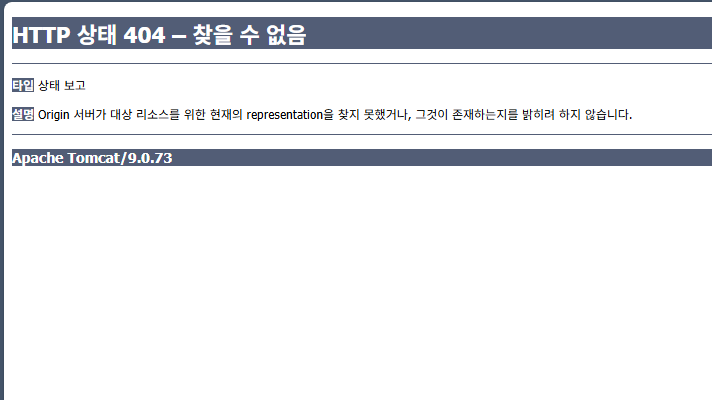 HTTP 상태 404 – 찾을 수 없음
타입 상태 보고
설명 Origin 서버가 대상 리소스를 위한 현재의 representation을 찾지 못했거나, 그것이 존재하는지를 밝히려 하지 않습니다.
Apache Tomcat/9.0.73